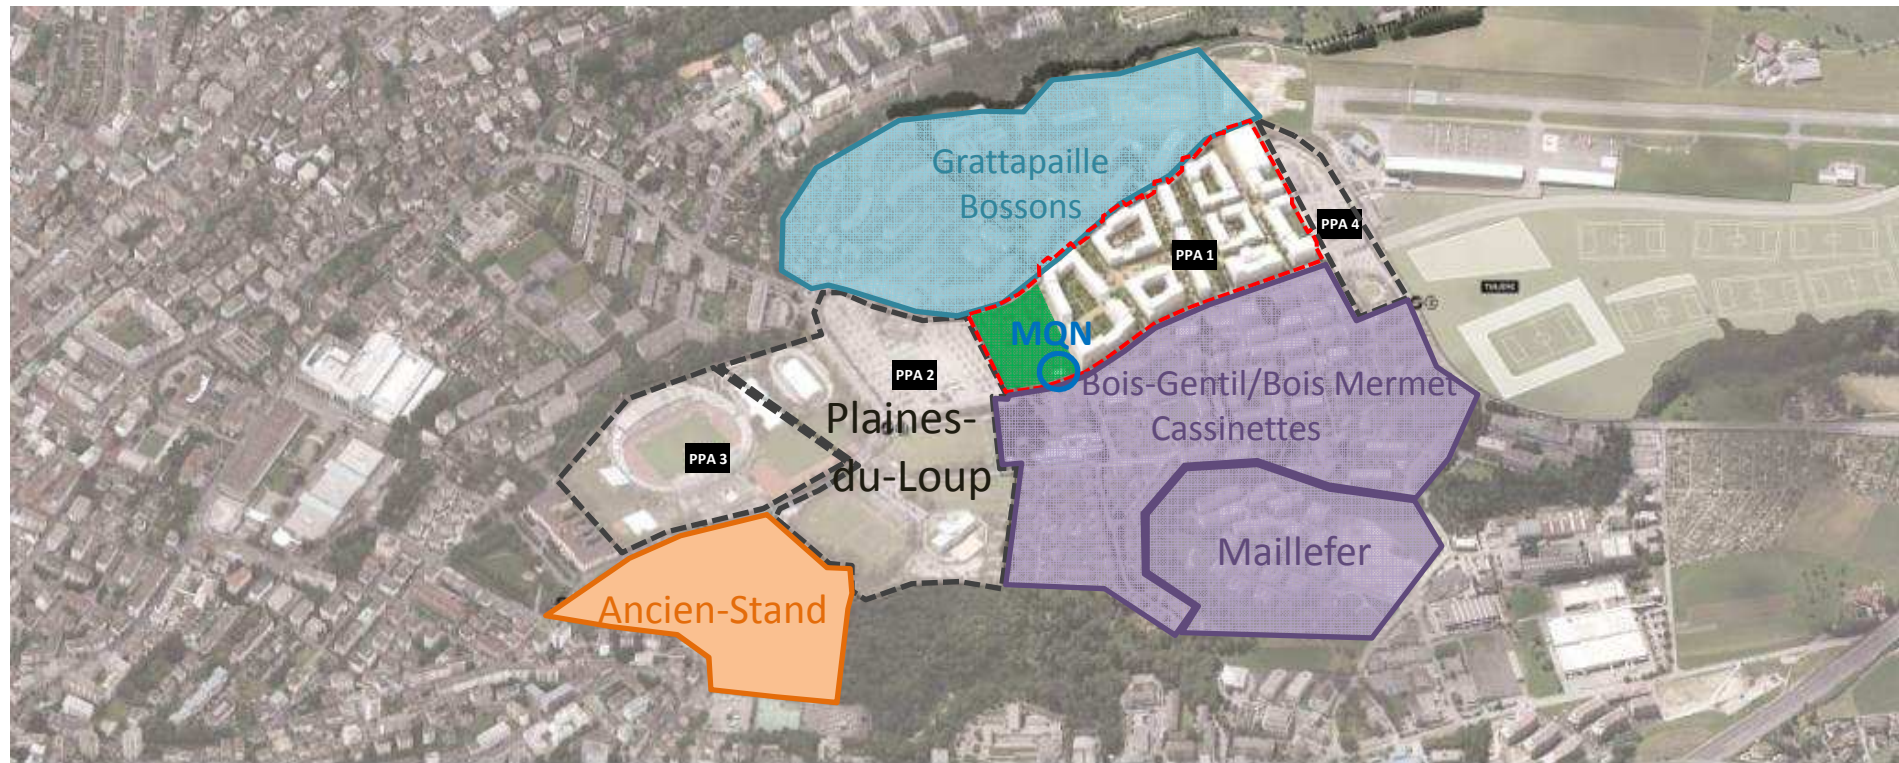 Grattapaille
Bossons
PPA 4
PPA 1
MQN
PPA 2
Bois-Gentil/Bois Mermet
Cassinettes
Plaines-
du-Loup
PPA 3
Maillefer
Ancien-Stand